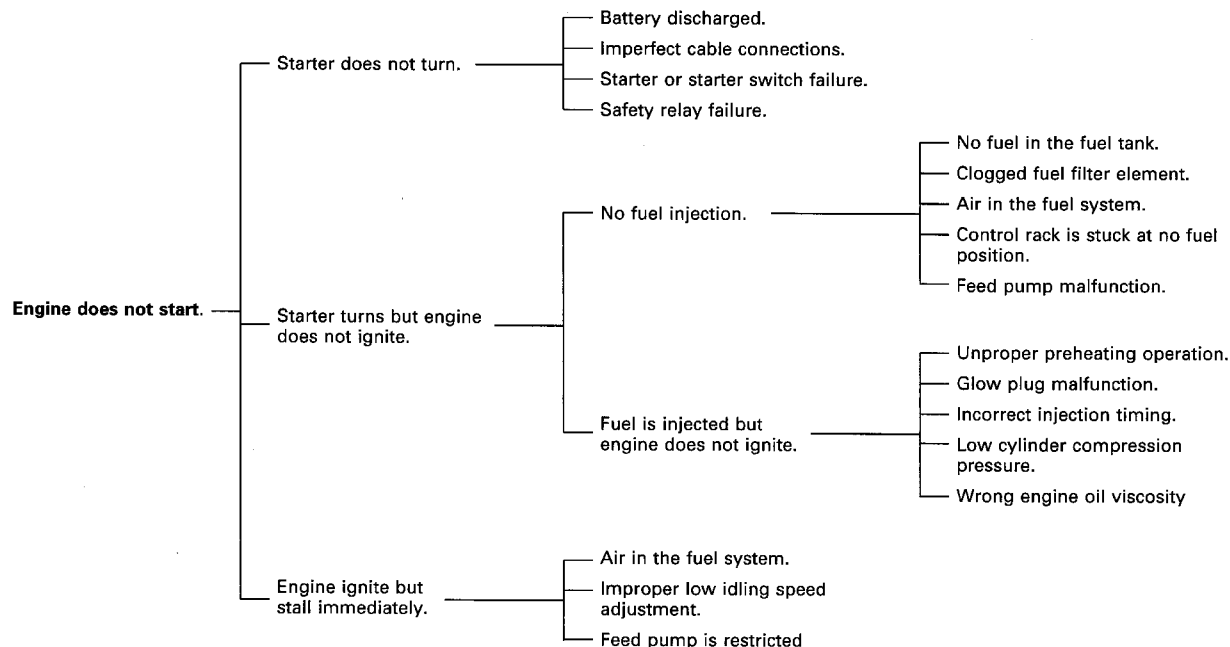 Engine does not start.
Starter does not turn.
Battery discharged.
Imperfect cable connections.
Starter or starter switch failure.
Safety relay failure.
Starter turns but engine
does not ignite.
No fuel injection.
No fuel in the fuel tank.
Clogged fuel filter element.
Air in the fuel system.
Control rack is stuck at no fuel
position.
Feed pump malfunction.
Fuel is injected but
engine does not ignite.
Unproper preheating operation.
Glow plug malfunction.
Incorrect injection timing.
Low cylinder compression
pressure.
Wrong engine oil viscosity
Engine ignite but
stall immediately.
Air in the fuel system.
Improper low idling speed
adjustment.
Feed pump is restricted